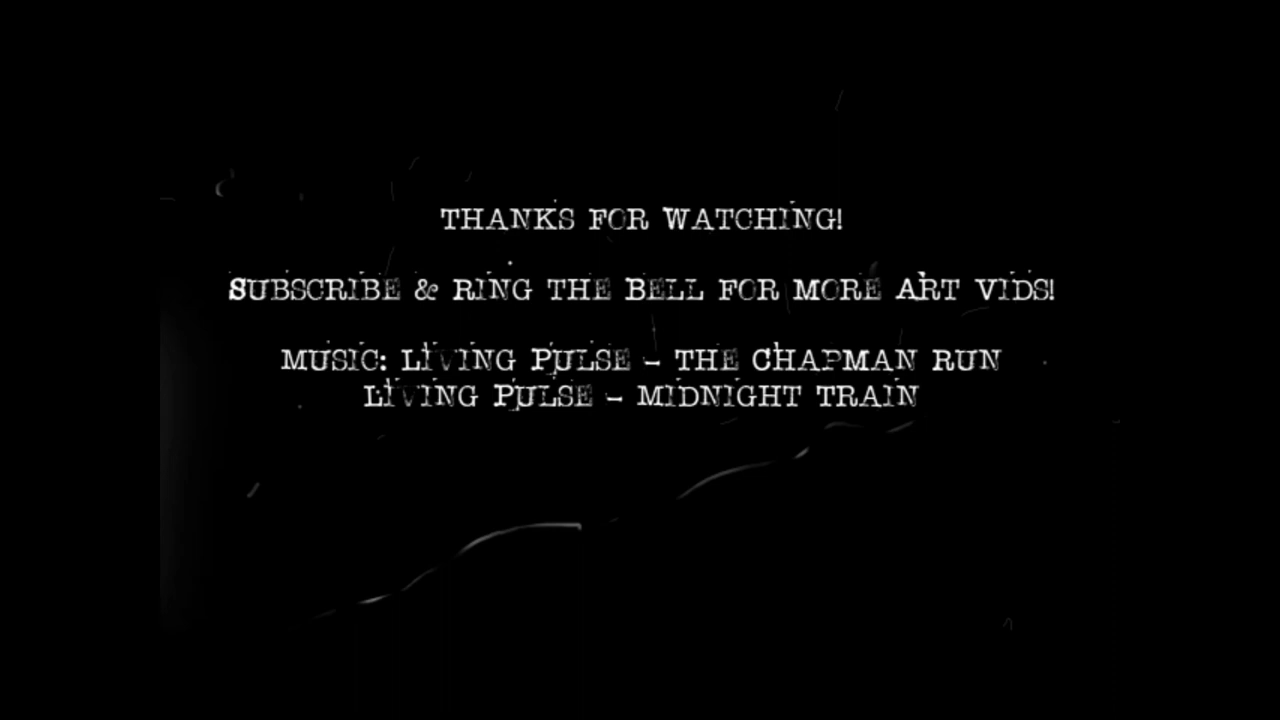 THANKS FOR WATCHING!
SUBSCRIBE & RING THE BELL FOR MORE ART VIDS!
MUSIC: LIVING PULSE – THE CHAPMAN RUN
LIVING PULSE – MIDNIGHT TRAIN